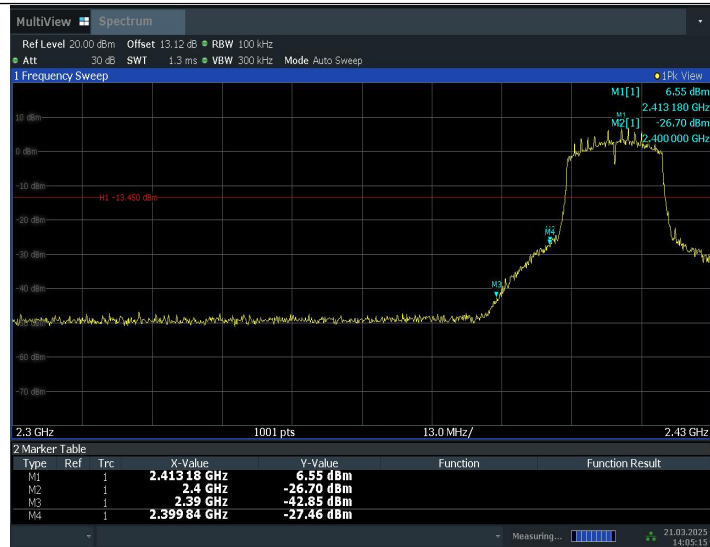 MultiView Spectrum
Ref Level 20.00 dBm Offset 13.12 dB RBW 100 kHz
Att 30 dB SWT 1.3 ms VBW 300 kHz Mode Auto Sweep
1 Frequency Sweep 1Pk View
M1[1] 6.55 dBm
2.413 180 GHz
M1
M2[1] -26.70 dBm
2.400 000 GHz
10 dBm
0 dBm
-10 dBm
H1 -13.450 dBm
-20 dBm
M4
-30 dBm
M3
-40 dBm
-50 dBm
-60 dBm
-70 dBm
2.3 GHz 1001 pts 13.0 MHz/ 2.43 GHz
2 Marker Table
Type Ref Trc X-Value Y-Value Function Function Result
M1 1 2.413 18 GHz 6.55 dBm
M2 1 2.4 GHz -26.70 dBm
M3 1 2.39 GHz -42.85 dBm
M4 1 2.399 84 GHz -27.46 dBm
Measuring... 21.03.2025
14:05:15